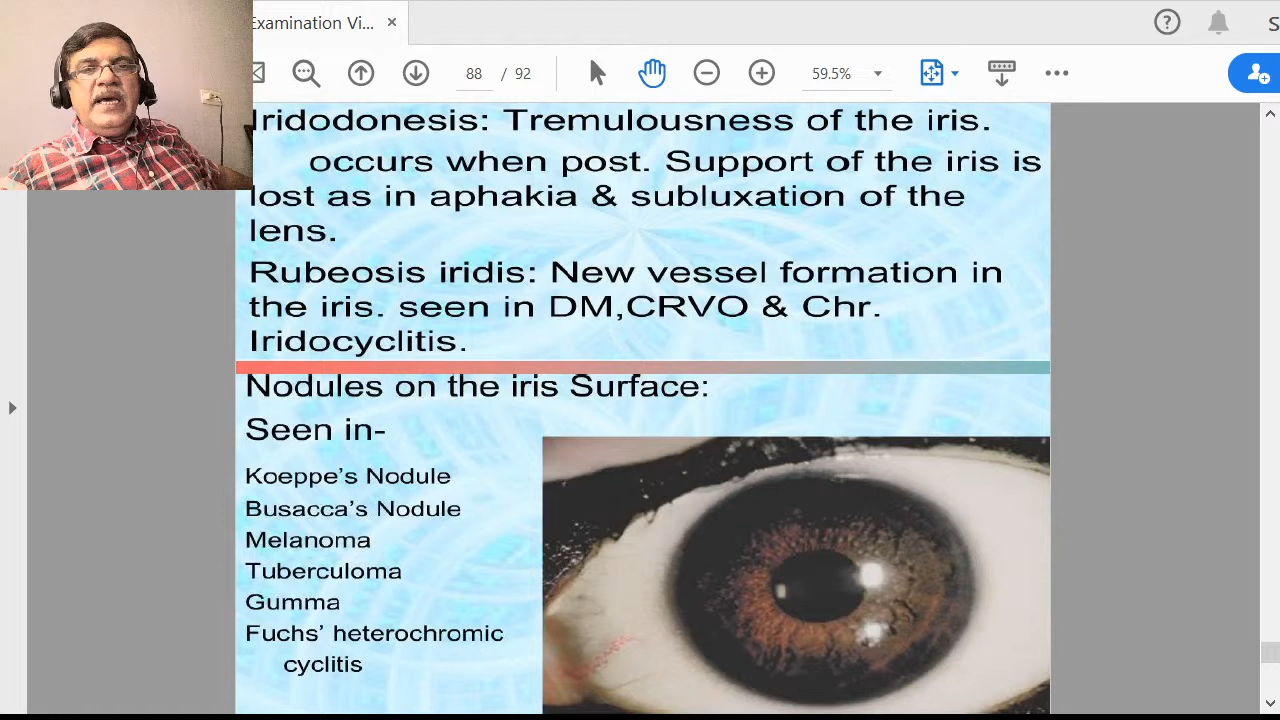 Examination Vi...
S
88 / 92
59.5%
Iridodonesis: Tremulousness of the iris.
occurs when post. Support of the iris is
lost as in aphakia & subluxation of the
lens.
Rubeosis iridis: New vessel formation in
the iris. seen in DM,CRVO & Chr.
Iridocyclitis.
Nodules on the iris Surface:
Seen in-
Koeppe’s Nodule
Busacca’s Nodule
Melanoma
Tuberculoma
Gumma
Fuchs’ heterochromic
cyclitis